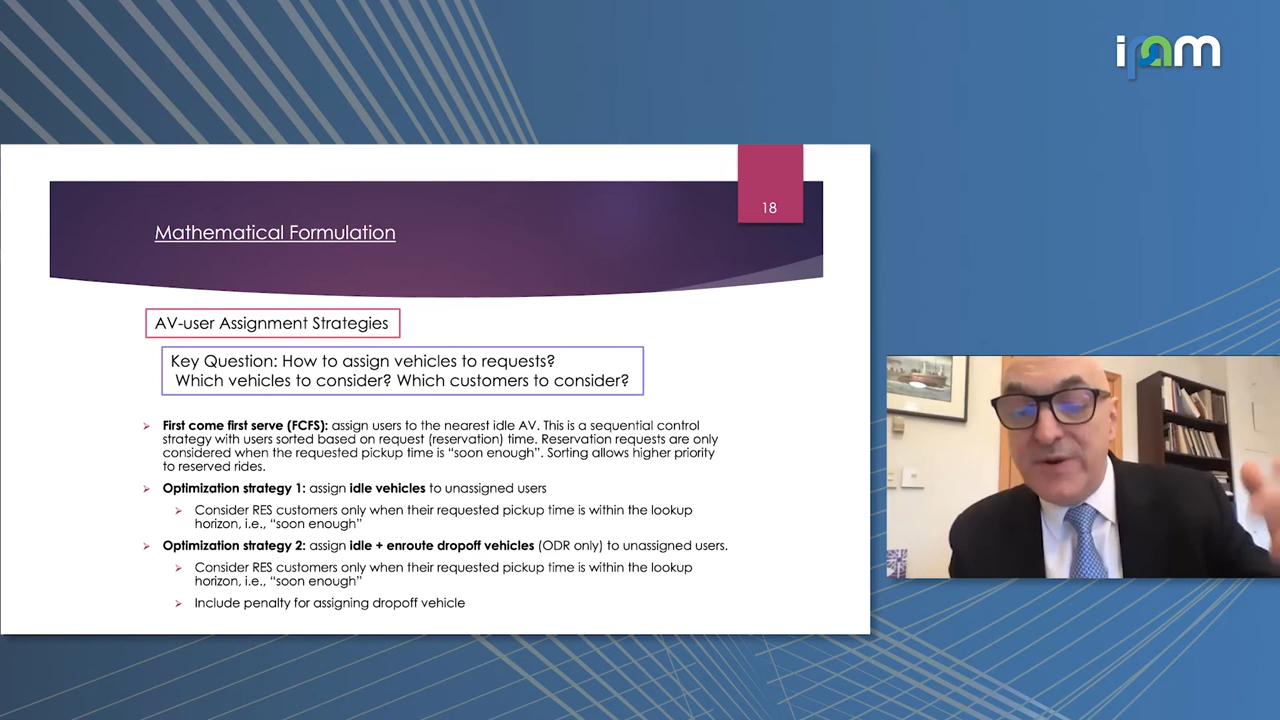 ipam
18
Mathematical Formulation
AV-user Assignment Strategies
Key Question: How to assign vehicles to requests?
Which vehicles to consider? Which customers to consider?
First come first serve (FCFS): assign users to the nearest idle AV. This is a sequential control
strategy with users sorted based on request (reservation) time. Reservation requests are only
considered when the requested pickup time is “soon enough”. Sorting allows higher priority
to reserved rides.
Optimization strategy 1: assign idle vehicles to unassigned users
Consider RES customers only when their requested pickup time is within the lookup
horizon, i.e., “soon enough”
Optimization strategy 2: assign idle + enroute dropoff vehicles (ODR only) to unassigned users.
Consider RES customers only when their requested pickup time is within the lookup
horizon, i.e., “soon enough”
Include penalty for assigning dropoff vehicle